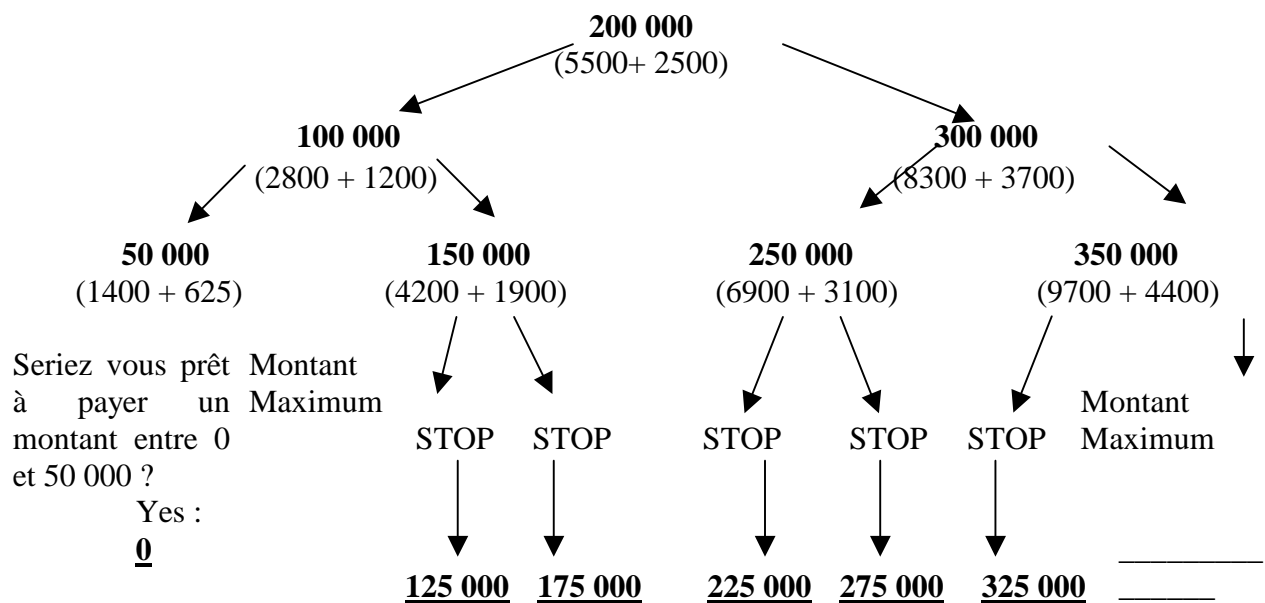 200 000
(5500+ 2500)
100 000 300 000
(2800 + 1200) (8300 + 3700)
50 000 150 000 250 000 350 000
(1400 + 625) (4200 + 1900) (6900 + 3100) (9700 + 4400)
Seriez vous prêt Montant
à payer un Maximum Montant
montant entre 0 STOP STOP STOP STOP STOP Maximum
et 50 000 ?
Yes :
0 __________
125 000 175 000 225 000 275 000 325 000 ______